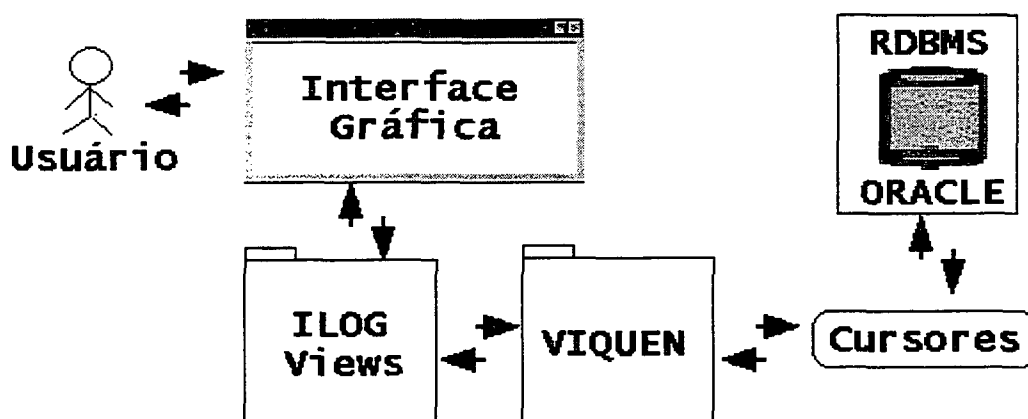 Usuário
Interface
Gráfica
RDBMS
ORACLE
ILOG
Views
VIQUEN
Cursores